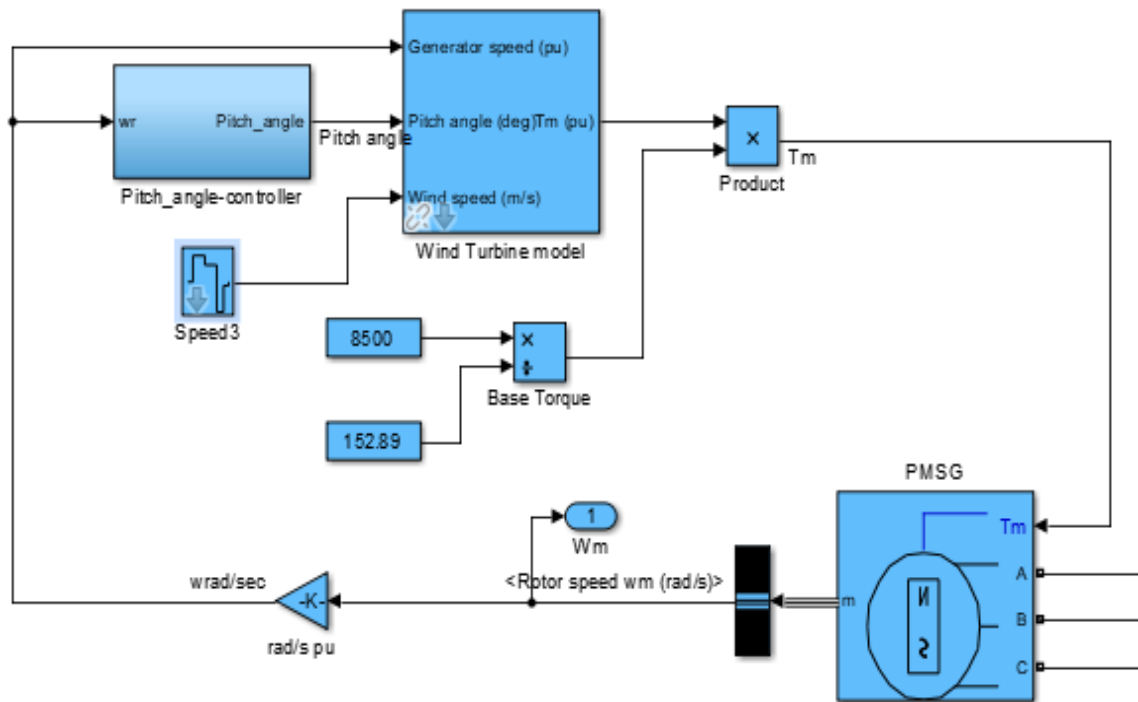 Generator speed (pu)
wr
Pitch_angle
Pitch angle
Pitch angle (deg)Tm (pu)
Wind speed (m/s)
Pitch_angle-controller
Wind Turbine model
×
Product
Tm
Speed3
8500
×
÷
Base Torque
152.89
PMSG
Tm
1
Wm
wrad/sec
<Rotor speed wm (rad/s)>
-K-
rad/s pu
m
N
S
A
B
C